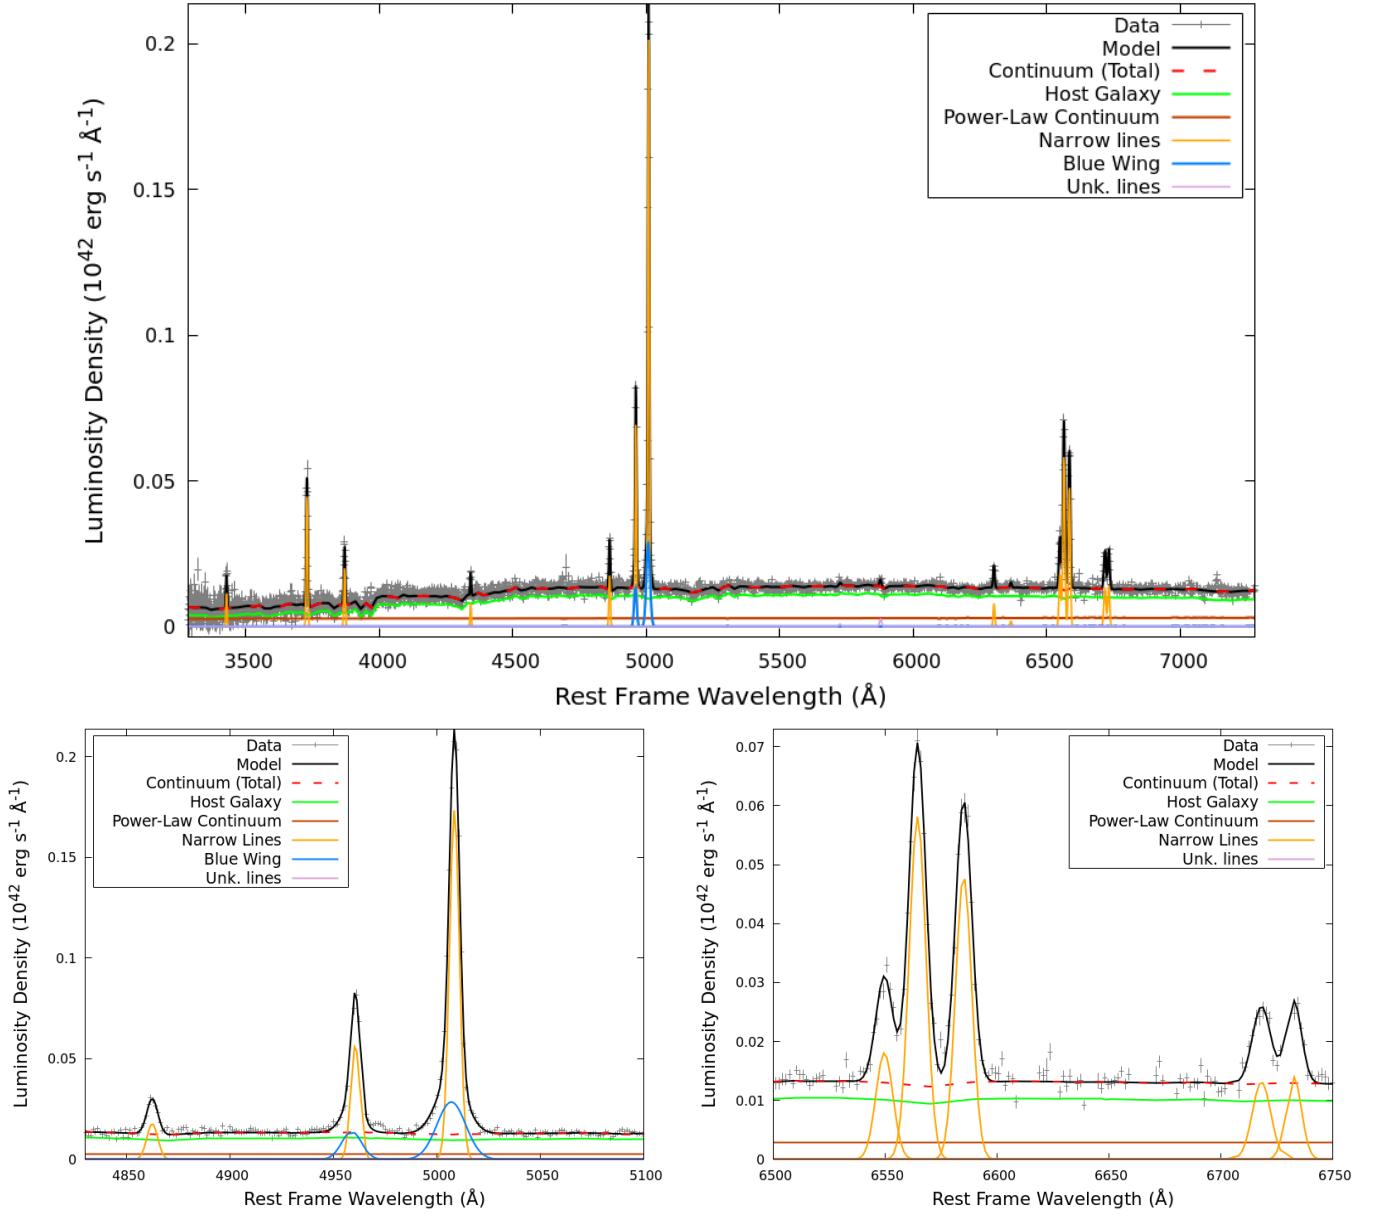 Data
Model
Continuum (Total)
Host Galaxy
Power-Law Continuum
Narrow lines
Blue Wing
Unk. lines
Luminosity Density (10⁴² erg s⁻¹ Å⁻¹)
0.2
0.15
0.1
0.05
0
3500 4000 4500 5000 5500 6000 6500 7000
Rest Frame Wavelength (Å)
Data
Model
Continuum (Total)
Host Galaxy
Power-Law Continuum
Narrow Lines
Blue Wing
Unk. lines
Luminosity Density (10⁴² erg s⁻¹ Å⁻¹)
0.2
0.15
0.1
0.05
0
4850 4900 4950 5000 5050 5100
Rest Frame Wavelength (Å)
Data
Model
Continuum (Total)
Host Galaxy
Power-Law Continuum
Narrow Lines
Unk. lines
Luminosity Density (10⁴² erg s⁻¹ Å⁻¹)
0.07
0.06
0.05
0.04
0.03
0.02
0.01
0
6500 6550 6600 6650 6700 6750
Rest Frame Wavelength (Å)